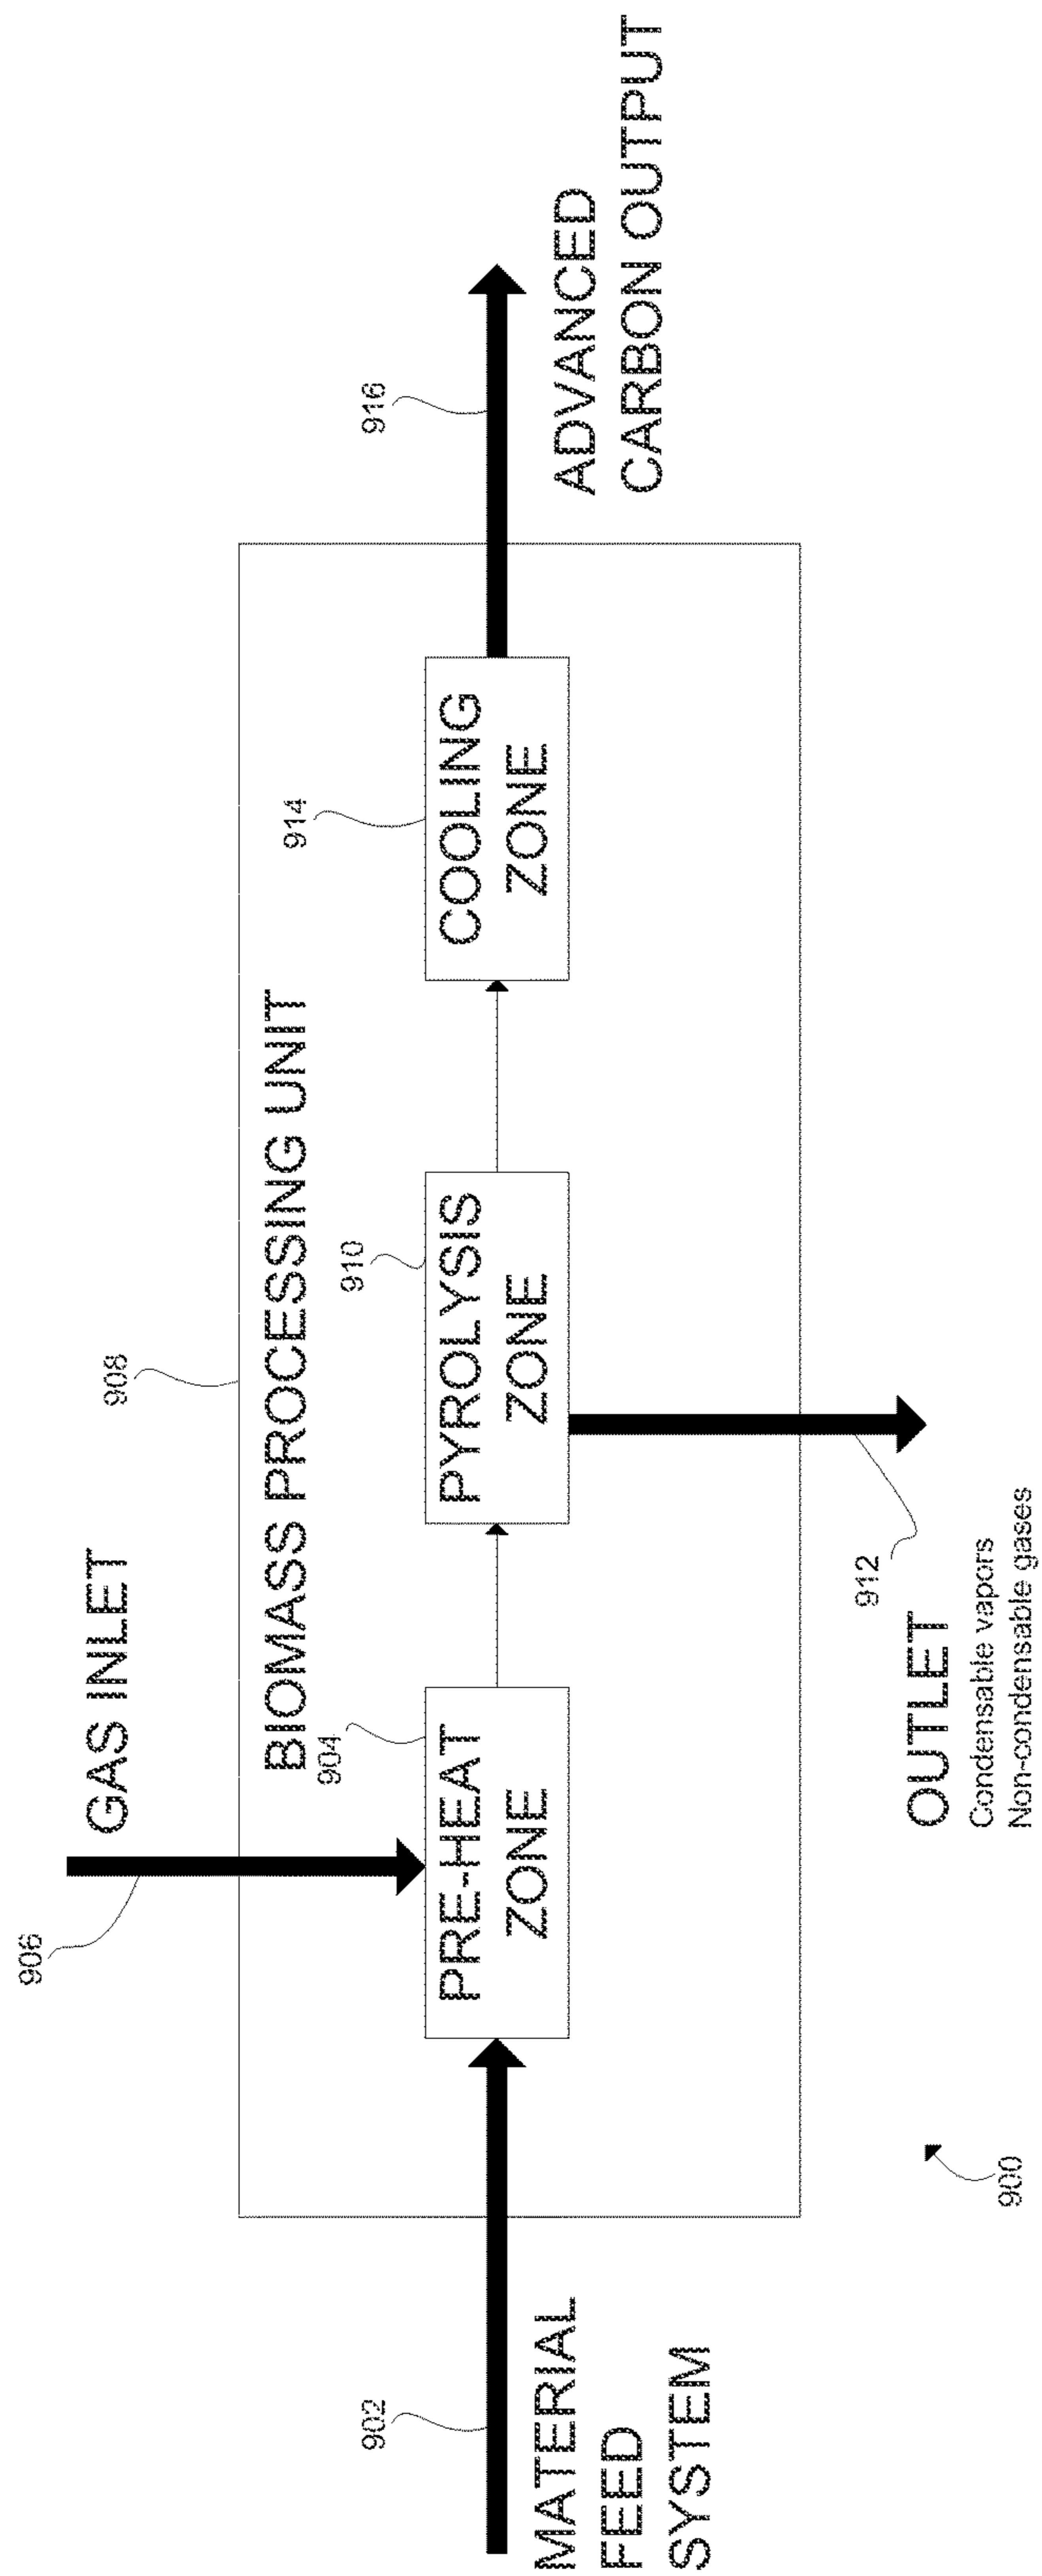 906
GAS INLET
908
BIOMASS PROCESSING UNIT
902
904
910
914
916
MATERIAL
FEED
SYSTEM
PRE-HEAT
ZONE
PYROLYSIS
ZONE
COOLING
ZONE
ADVANCED
CARBON OUTPUT
912
OUTLET
Condensable vapors
Non-condensable gases
900